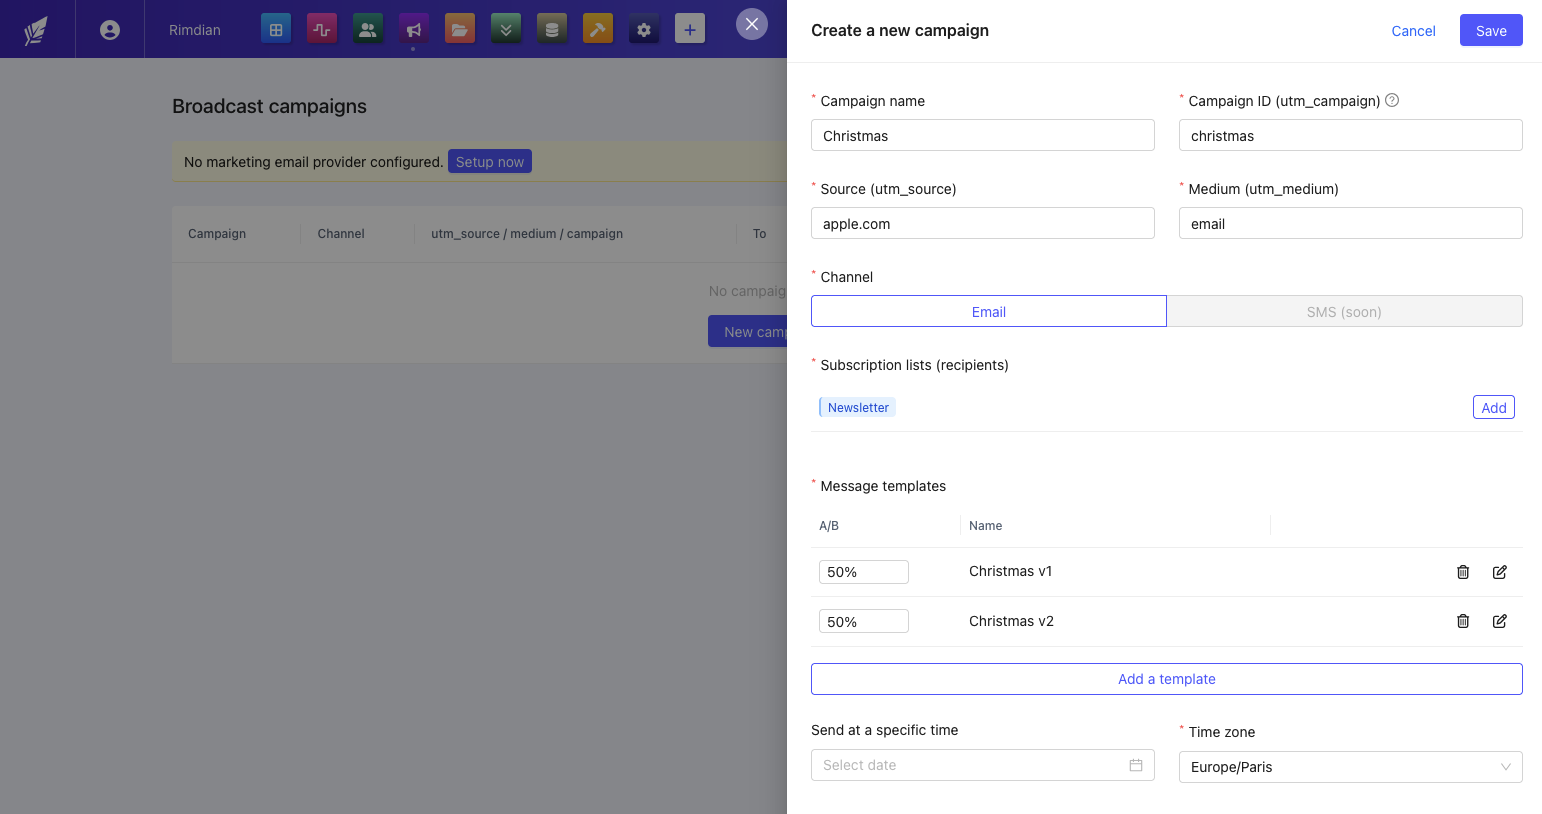 Rimdian
Broadcast campaigns
No marketing email provider configured. Setup now
Campaign Channel utm_source / medium / campaign To
No campaig
New camp
Create a new campaign
Cancel Save
* Campaign name
Christmas
* Campaign ID (utm_campaign)
christmas
* Source (utm_source)
apple.com
* Medium (utm_medium)
email
* Channel
Email SMS (soon)
* Subscription lists (recipients)
Newsletter Add
* Message templates
A/B Name
50% Christmas v1
50% Christmas v2
Add a template
Send at a specific time
Select date
* Time zone
Europe/Paris